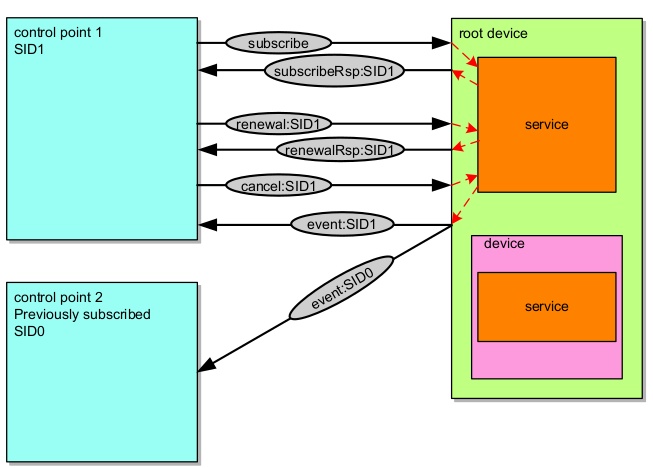 control point 1
SID1
subscribe
subscribeRsp:SID1
renewal:SID1
renewalRsp:SID1
cancel:SID1
event:SID1
event:SID0
root device
service
device
service
control point 2
Previously subscribed
SID0